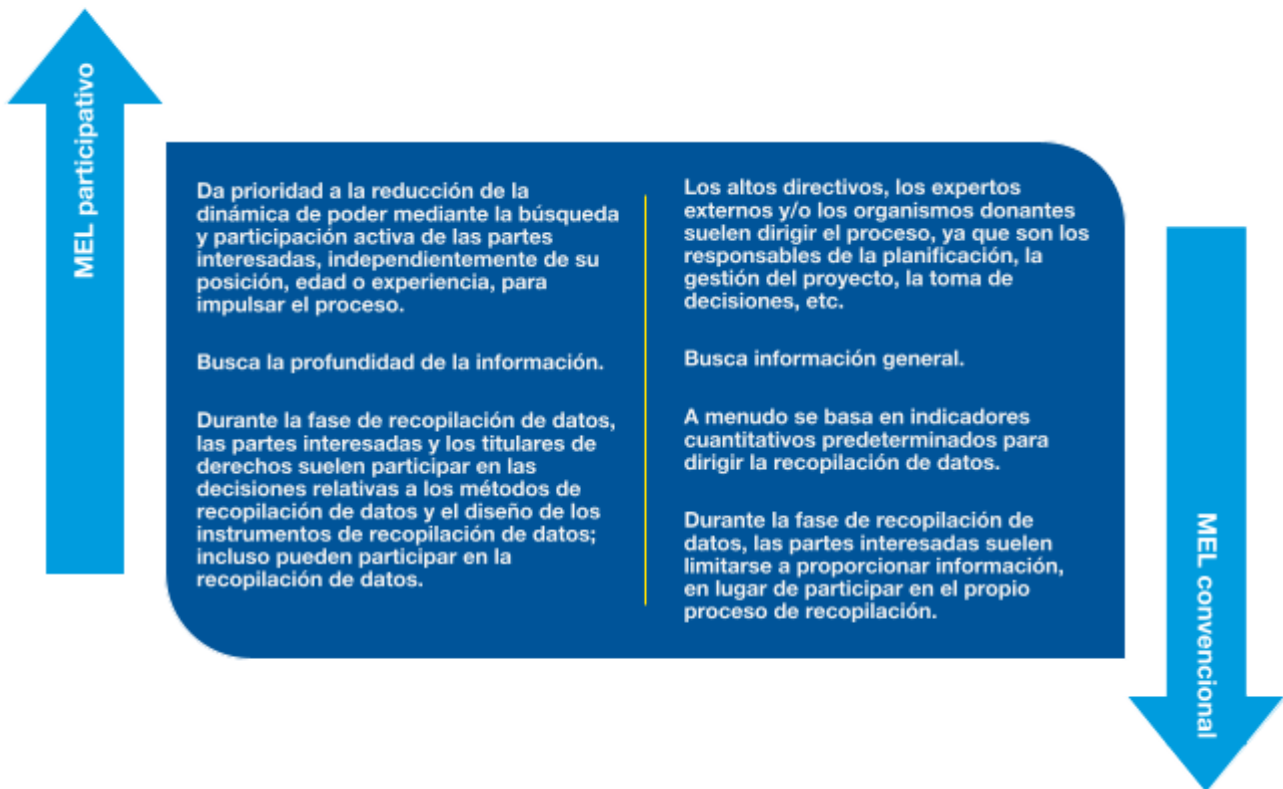 MEL participativo
Da prioridad a la reducción de la
dinámica de poder mediante la búsqueda
y participación activa de las partes
interesadas, independientemente de su
posición, edad o experiencia, para
impulsar el proceso.
Busca la profundidad de la información.
Durante la fase de recopilación de datos,
las partes interesadas y los titulares de
derechos suelen participar en las
decisiones relativas a los métodos de
recopilación de datos y el diseño de los
instrumentos de recopilación de datos;
incluso pueden participar en la
recopilación de datos.
Los altos directivos, los expertos
externos y/o los organismos donantes
suelen dirigir el proceso, ya que son los
responsables de la planificación, la
gestión del proyecto, la toma de
decisiones, etc.
Busca información general.
A menudo se basa en indicadores
cuantitativos predeterminados para
dirigir la recopilación de datos.
Durante la fase de recopilación de
datos, las partes interesadas suelen
limitarse a proporcionar información,
en lugar de participar en el propio
proceso de recopilación.
MEL convencional